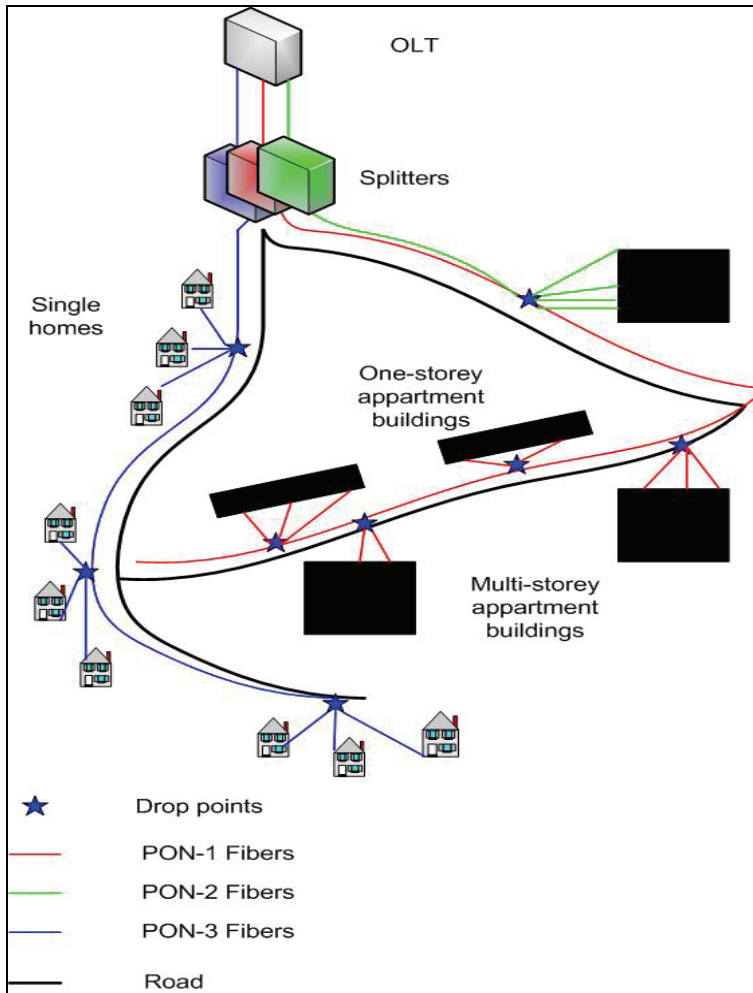 OLT
Splitters
Single
homes
One-storey
appartment
buildings
Multi-storey
appartment
buildings
Drop points
PON-1 Fibers
PON-2 Fibers
PON-3 Fibers
Road